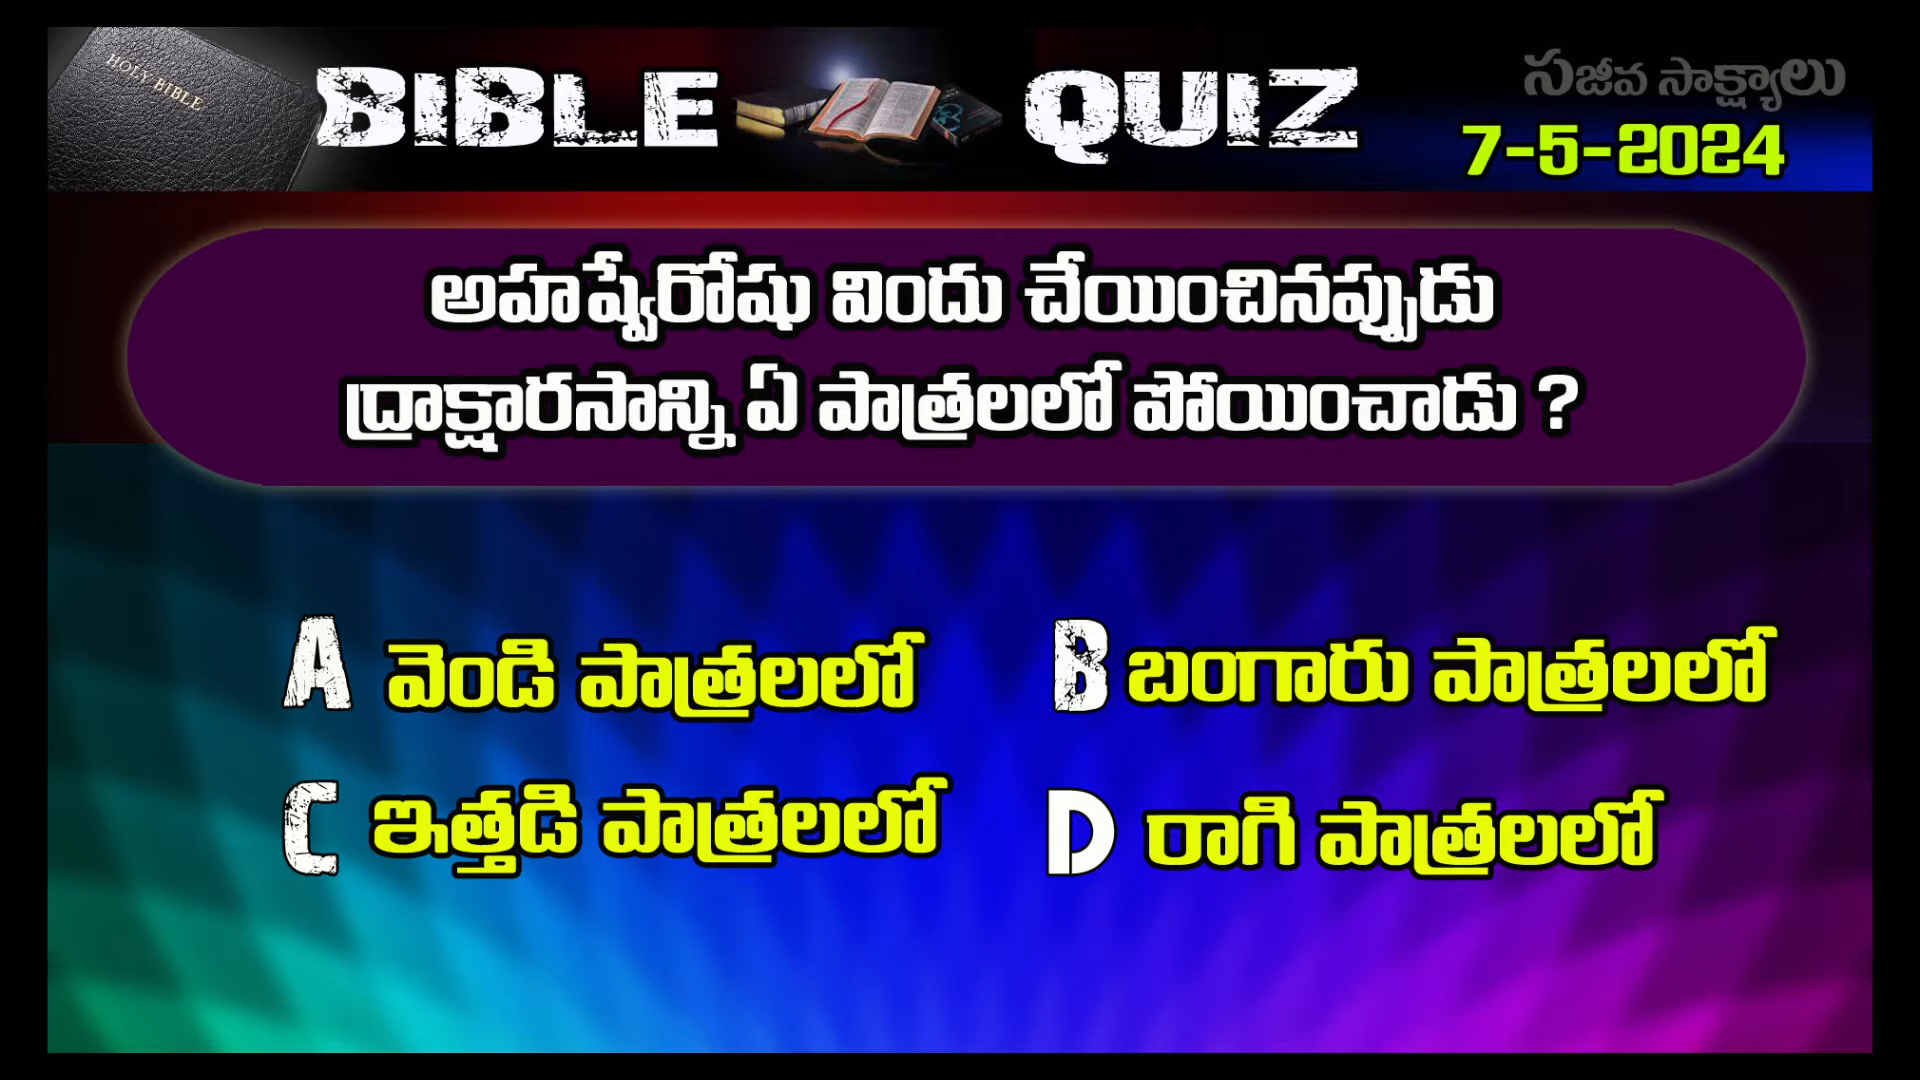 HOLY BIBLE
BIBLE QUIZ
సజీవ సాక్ష్యాలు
7-5-2024
అహష్వేరోషు విందు చేయించినప్పుడు
ద్రాక్షారసాన్ని ఏ పాత్రలలో పోయించాడు ?
A వెండి పాత్రలలో
B బంగారు పాత్రలలో
C ఇత్తడి పాత్రలలో
D రాగి పాత్రలలో